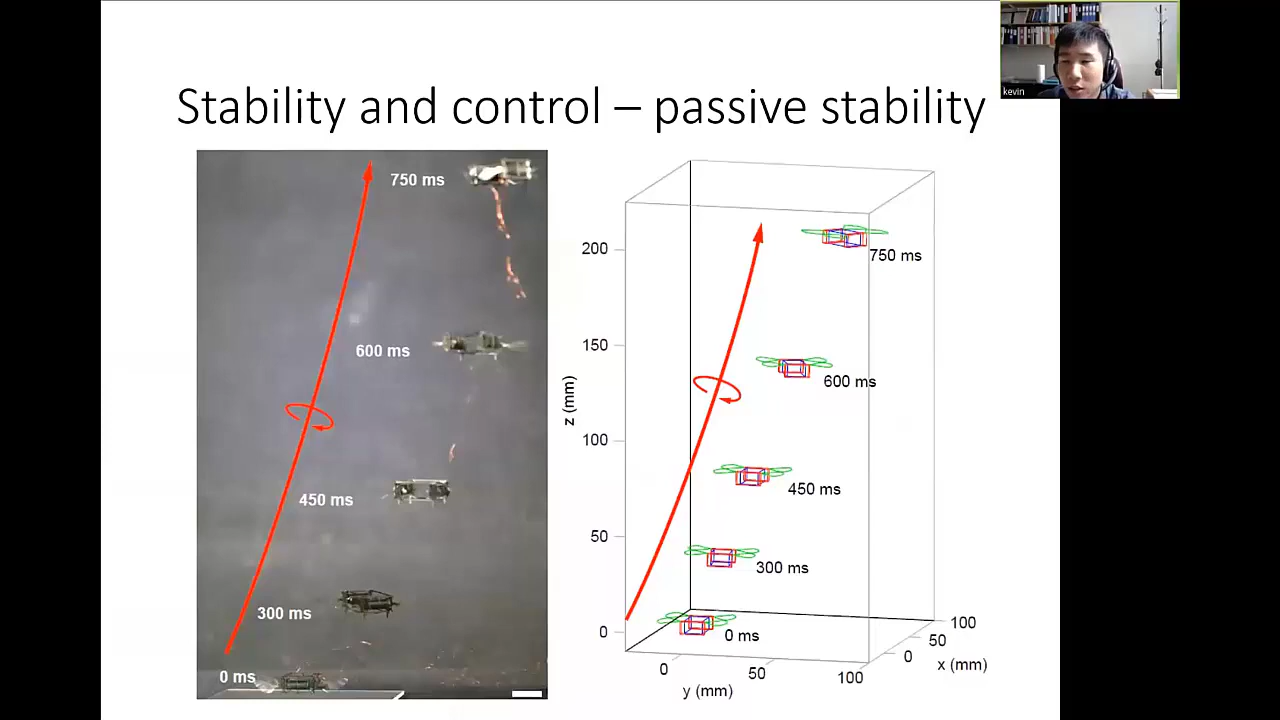 kevin
Stability and control – passive stability
750 ms
600 ms
450 ms
300 ms
0 ms
z (mm)
200
150
100
50
0
750 ms
600 ms
450 ms
300 ms
0 ms
0
50
100
y (mm)
0
50
100
x (mm)